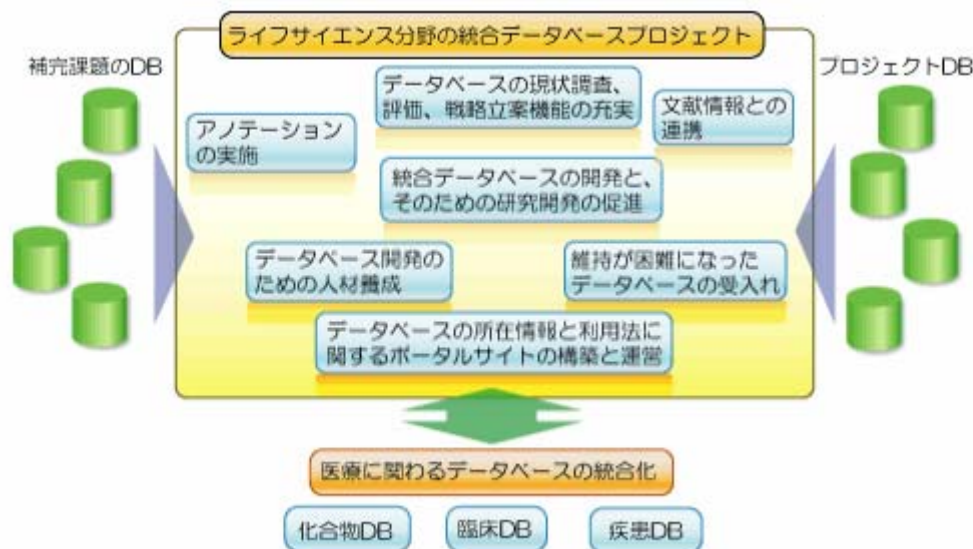 ライフサイエンス分野の統合データベースプロジェクト
補完課題のDB
プロジェクトDB
データベースの現状調査、
評価、戦略立案機能の充実
文献情報との
連携
アノテーション
の実施
統合データベースの開発と、
そのための研究開発の促進
データベース開発の
ための人材養成
維持が困難になった
データベースの受入れ
データベースの所在情報と利用法に
関するポータルサイトの構築と運営
医療に関わるデータベースの統合化
化合物DB
臨床DB
疾患DB